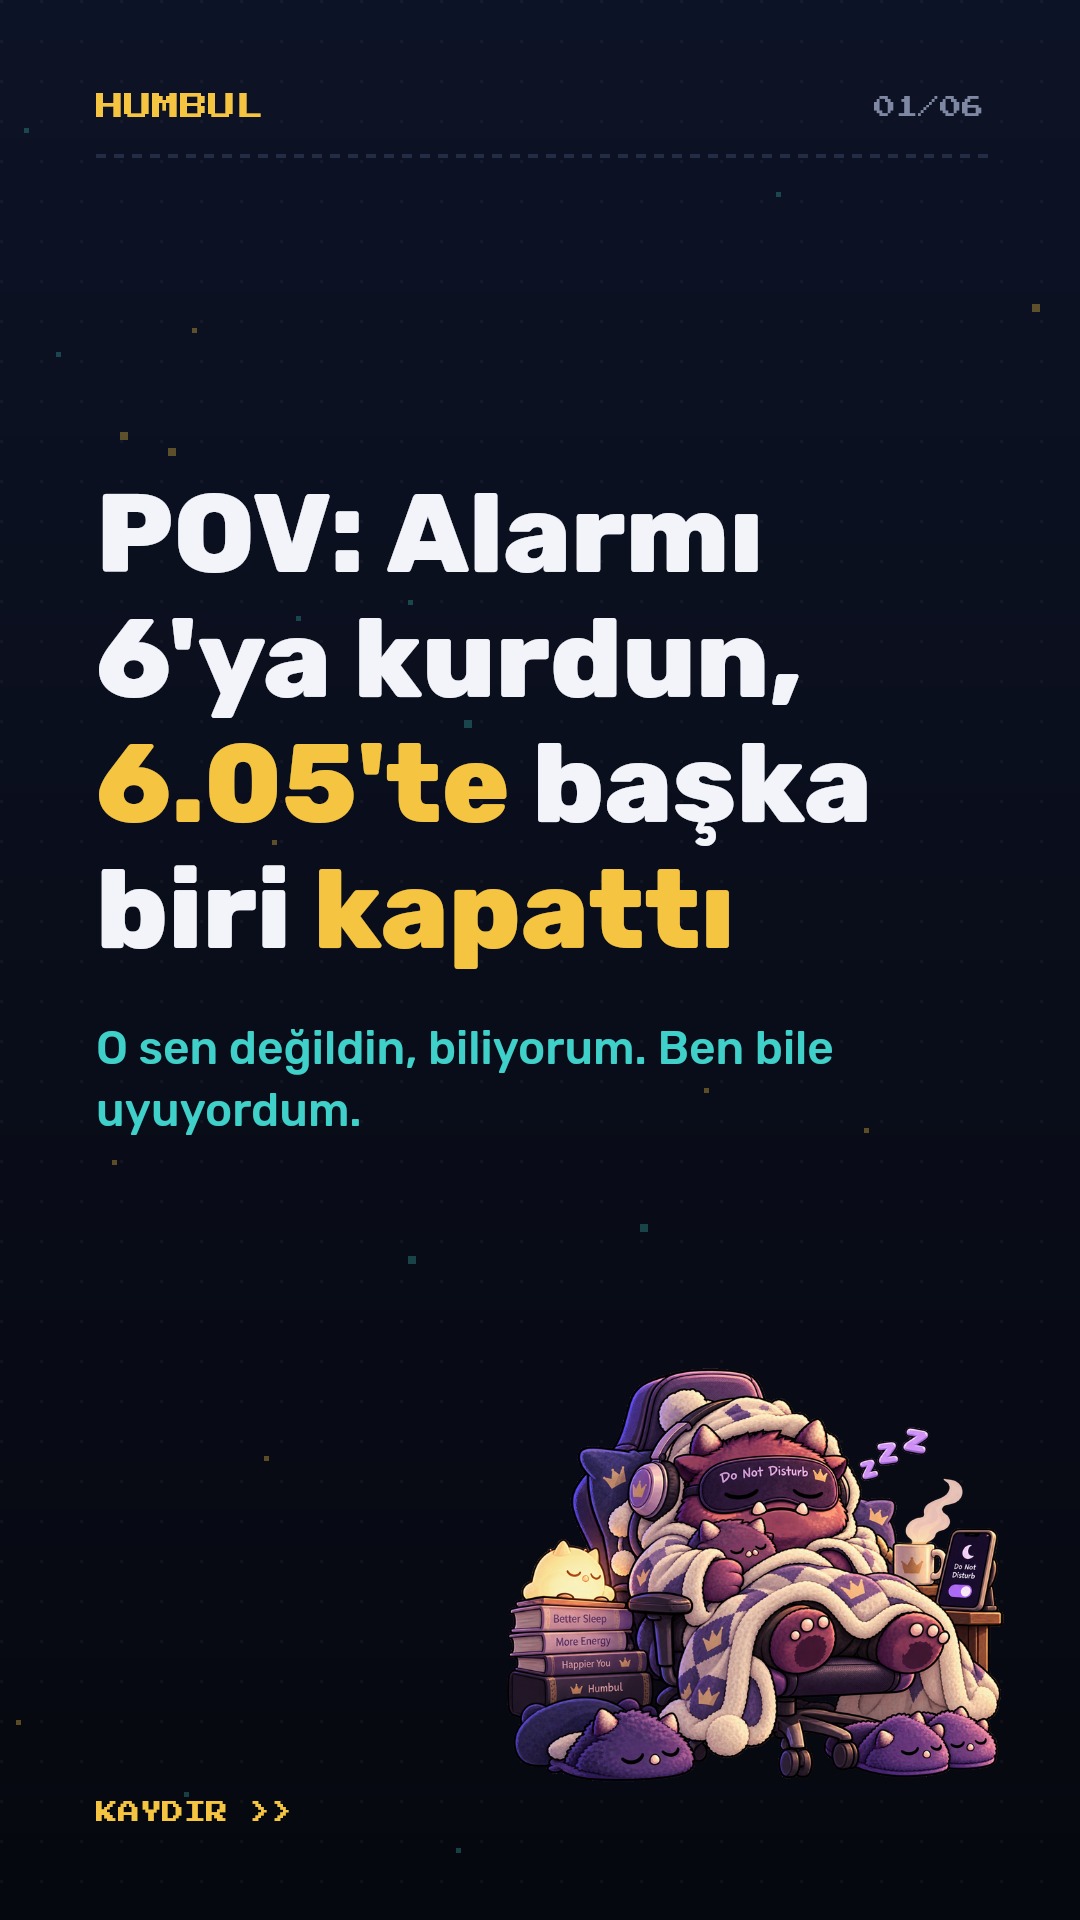 HUMBUL
01/06
POV: Alarmı
6'ya kurdun,
6.05'te başka
biri kapattı
O sen değildin, biliyorum. Ben bile
uyuyordum.
Do Not Disturb
z z z
Do Not
Disturb
Better Sleep
More Energy
Happier You
Humbul
KAYDIR >>